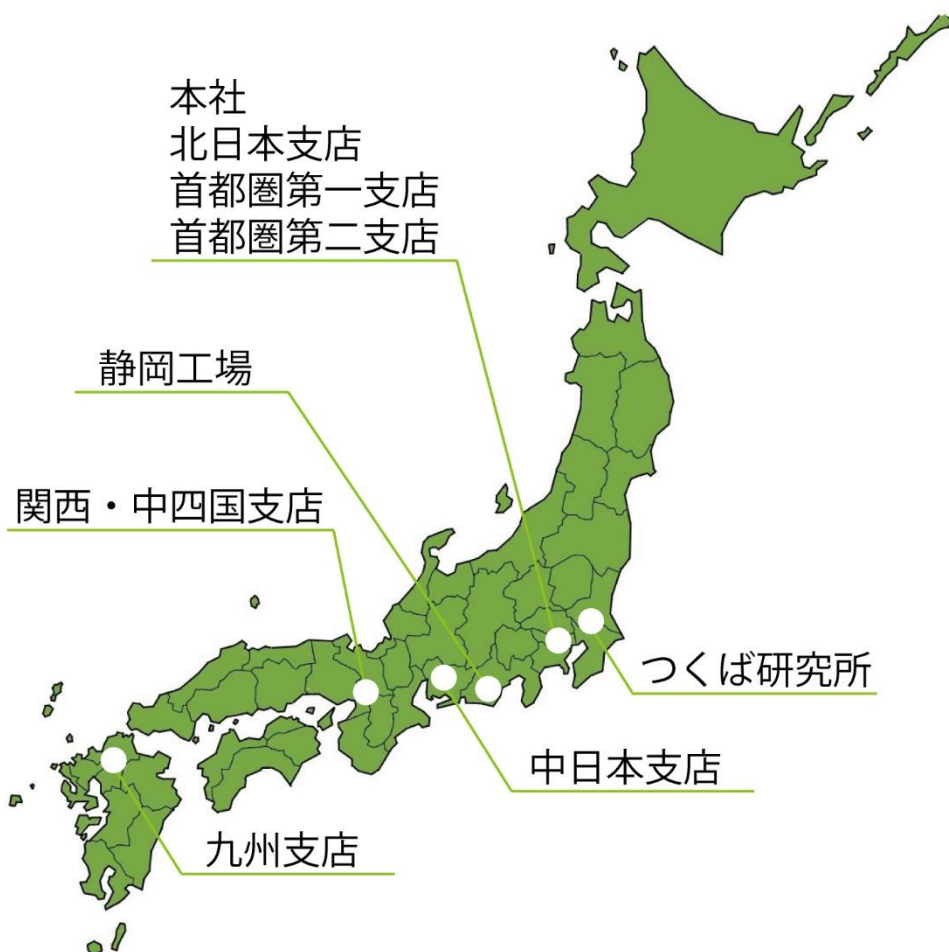 本社
北日本支店
首都圏第一支店
首都圏第二支店
静岡工場
関西・中四国支店
つくば研究所
中日本支店
九州支店